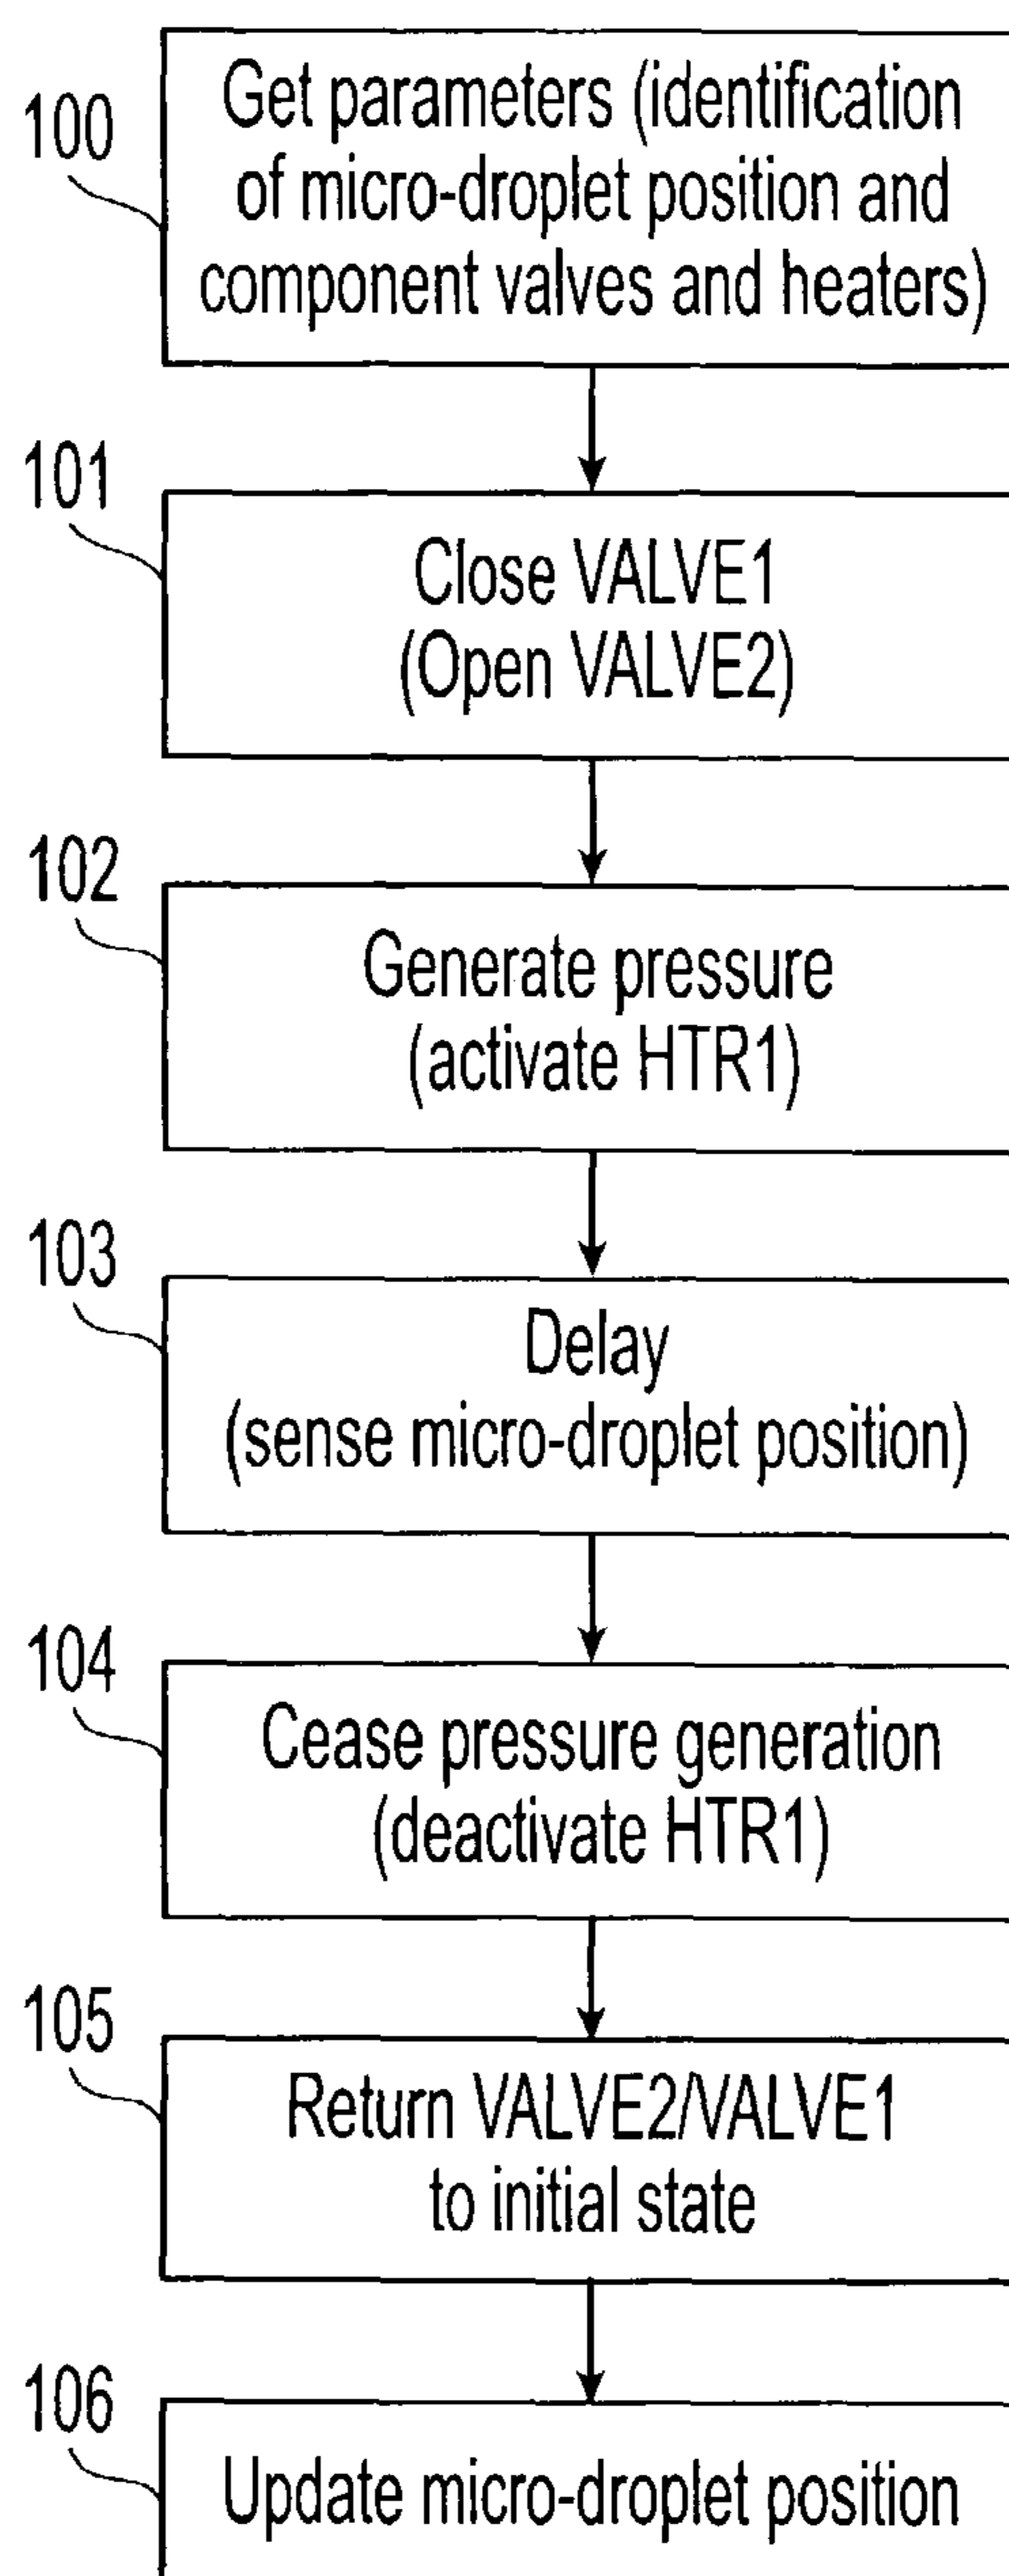 100
Get parameters (identification
of micro-droplet position and
component valves and heaters)
101
Close VALVE1
(Open VALVE2)
102
Generate pressure
(activate HTR1)
103
Delay
(sense micro-droplet position)
104
Cease pressure generation
(deactivate HTR1)
105
Return VALVE2/VALVE1
to initial state
106
Update micro-droplet position